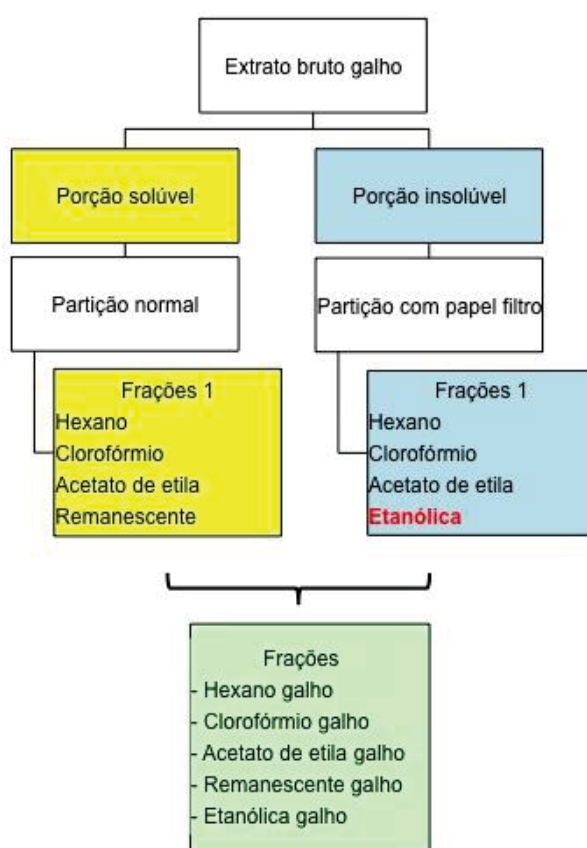 Extrato bruto galho
Porção solúvel
Porção insolúvel
Partição normal
Partição com papel filtro
Frações 1
Hexano
Clorofórmio
Acetato de etila
Remanescente
Frações 1
Hexano
Clorofórmio
Acetato de etila
Etanólica
Frações
- Hexano galho
- Clorofórmio galho
- Acetato de etila galho
- Remanescente galho
- Etanólica galho